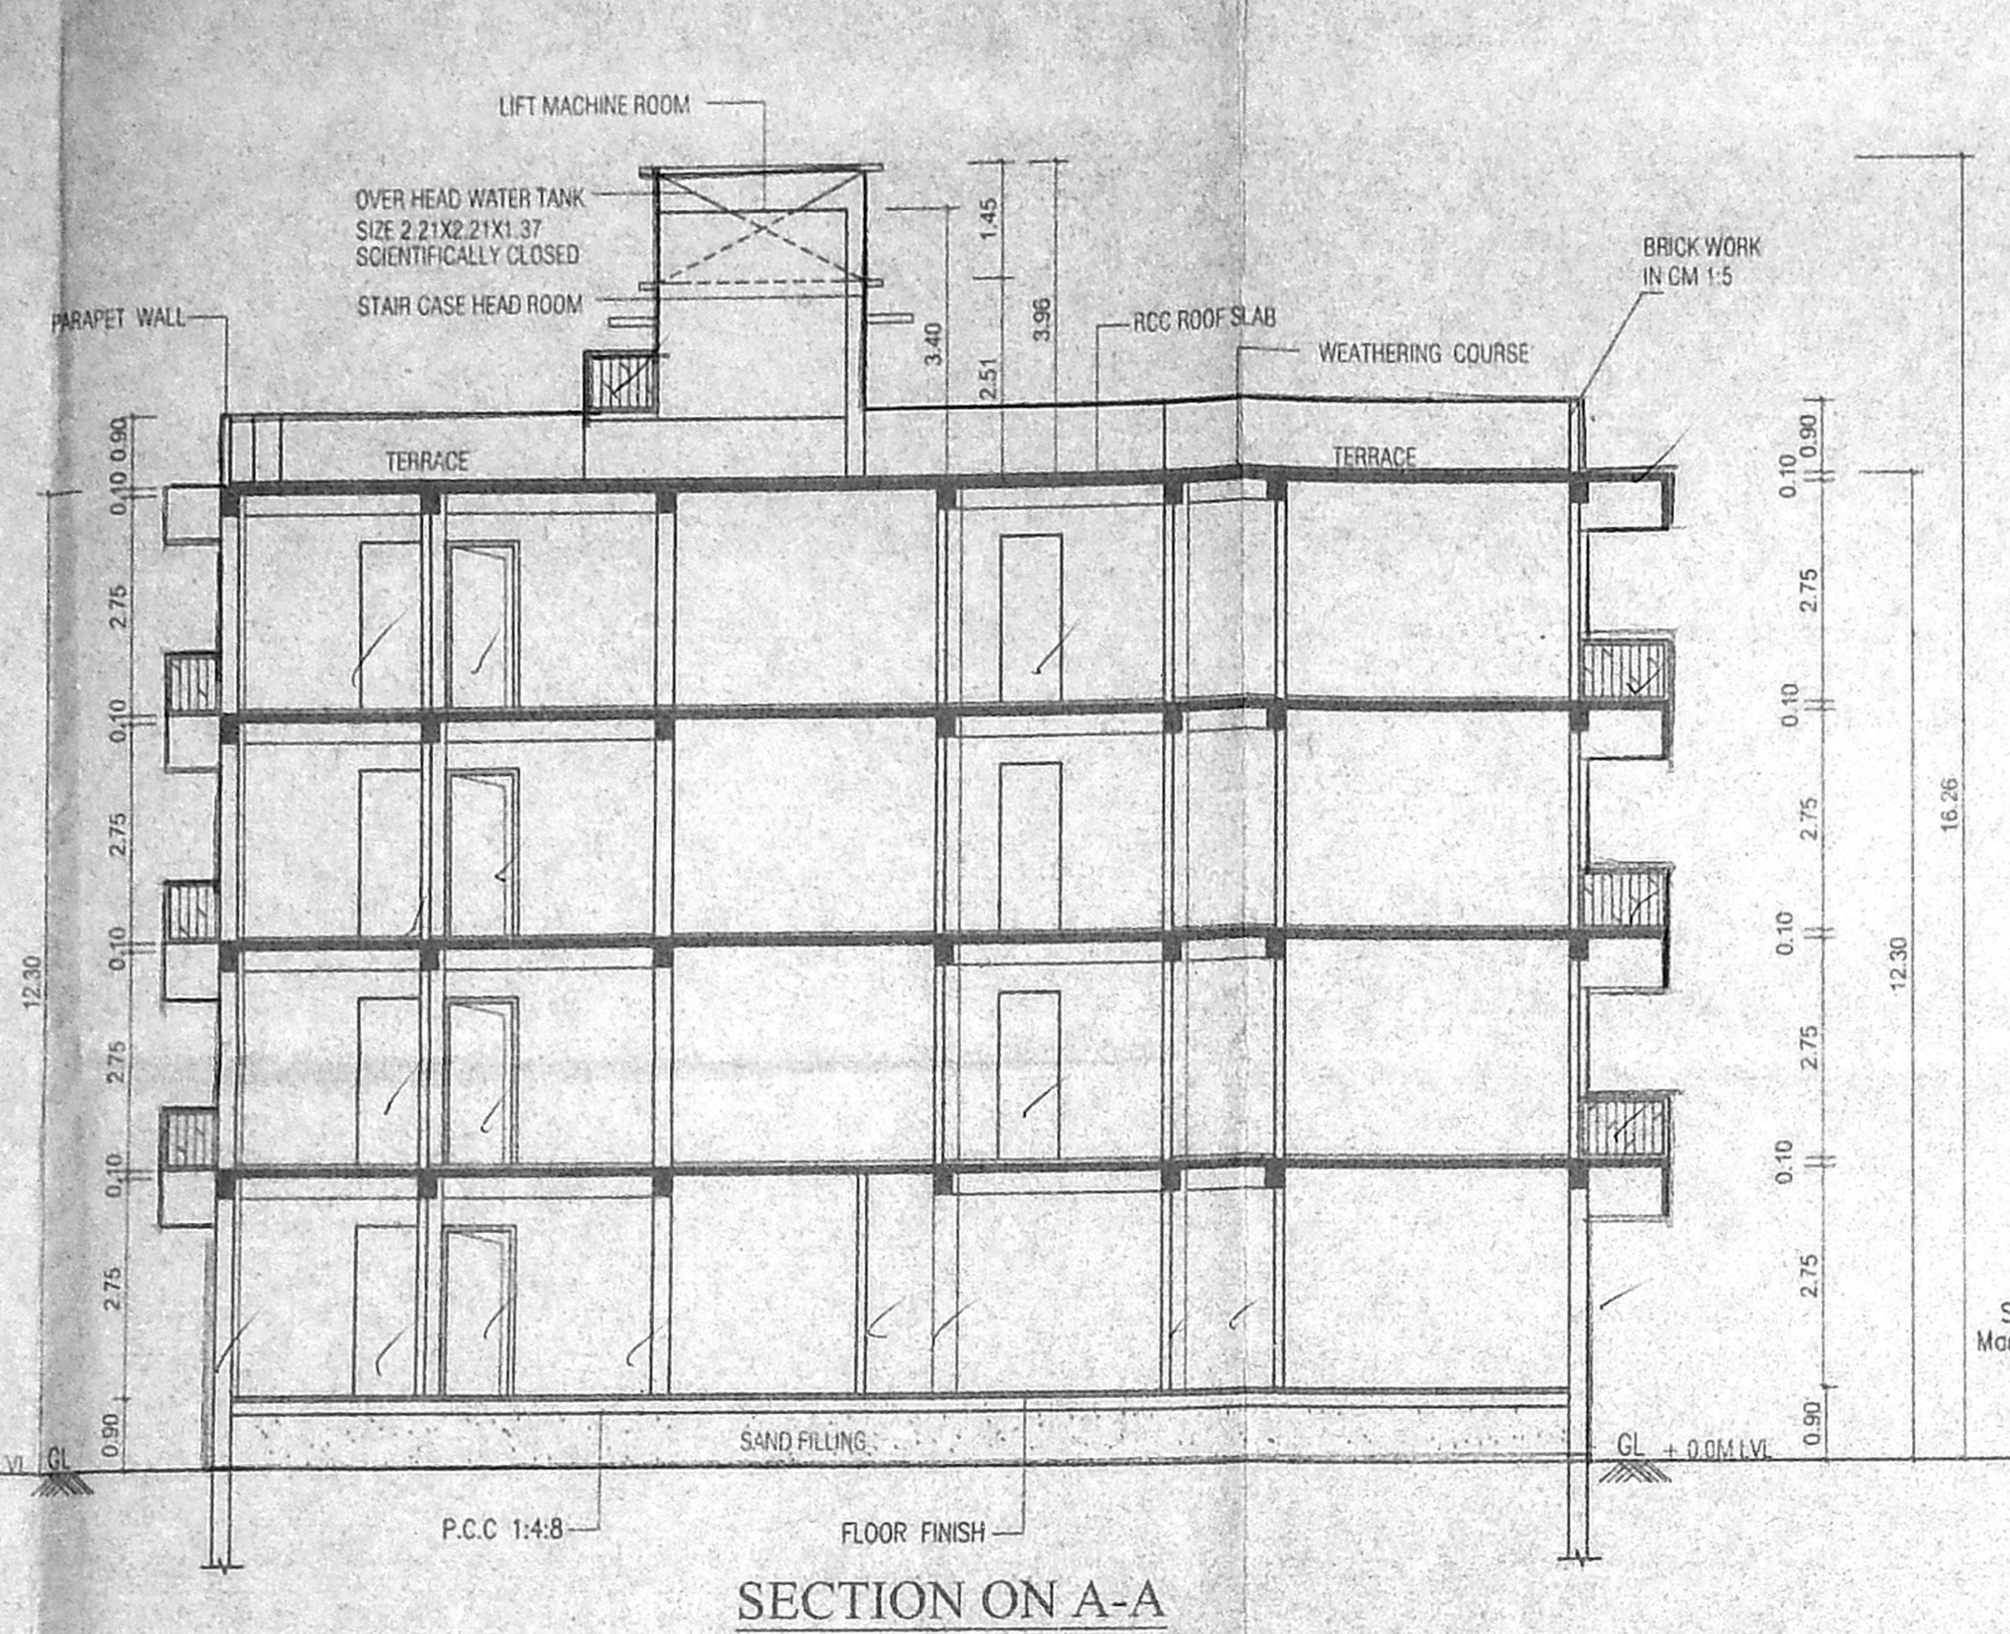 LIFT MACHINE ROOM
OVER HEAD WATER TANK
SIZE 2.21X2.21X1.37
SCIENTIFICALLY CLOSED
STAIR CASE HEAD ROOM
PARAPET WALL
1.45
3.96
3.40
2.51
RCC ROOF SLAB
WEATHERING COURSE
BRICK WORK
IN CM 1:5
TERRACE
TERRACE
0.90
0.10
2.75
0.10
2.75
0.10
2.75
0.10
2.75
0.90
12.30
0.90
0.10
2.75
0.10
2.75
0.10
2.75
0.10
2.75
0.90
12.30
16.26
SAND FILLING
GL
GL + 0.0M LVL
P.C.C 1:4:8
FLOOR FINISH
SECTION ON A-A